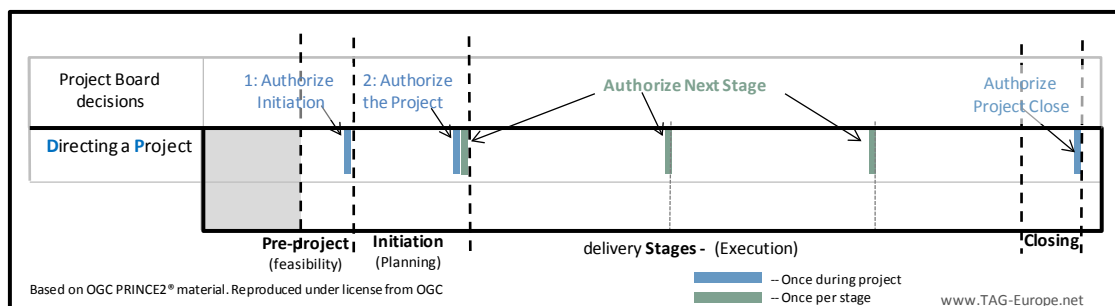 Project Board
decisions
1: Authorize
Initiation
2: Authorize
the Project
Authorize Next Stage
Authorize
Project Close
Directing a Project
Pre-project
(feasibility)
Initiation
(Planning)
delivery Stages - (Execution)
Closing
-- Once during project
-- Once per stage
Based on OGC PRINCE2® material. Reproduced under license from OGC
www.TAG-Europe.net